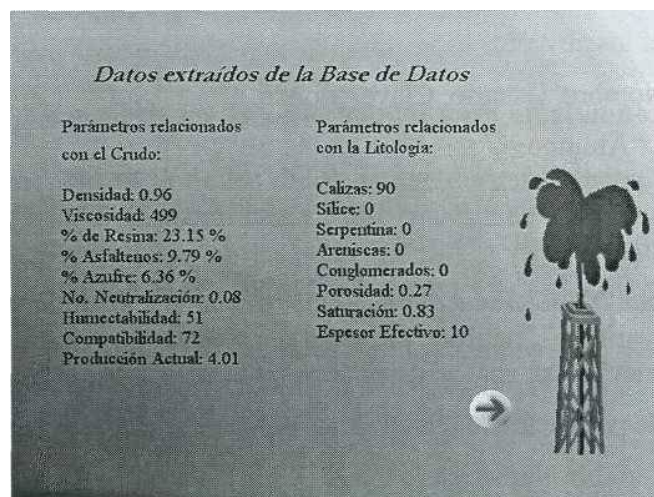 Datos extraídos de la Base de Datos
Parámetros relacionados
con el Crudo:
Densidad: 0.96
Viscosidad: 499
% de Resina: 23.15 %
% Asfaltenos: 9.79 %
% Azufre: 6.36 %
No. Neutralización: 0.08
Humectabilidad: 51
Compatibilidad: 72
Producción Actual: 4.01
Parámetros relacionados
con la Litología:
Calizas: 90
Sílice: 0
Serpentina: 0
Areniscas: 0
Conglomerados: 0
Porosidad: 0.27
Saturación: 0.83
Espesor Efectivo: 10